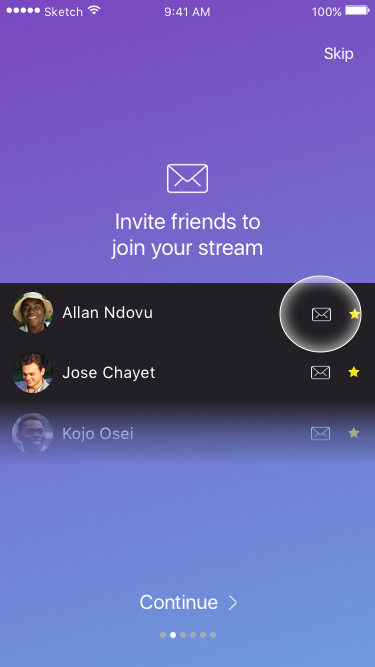 Sketch 9:41 AM 100%
Skip
Invite friends to
join your stream
Allan Ndovu
Jose Chayet
Kojo Osei
Continue